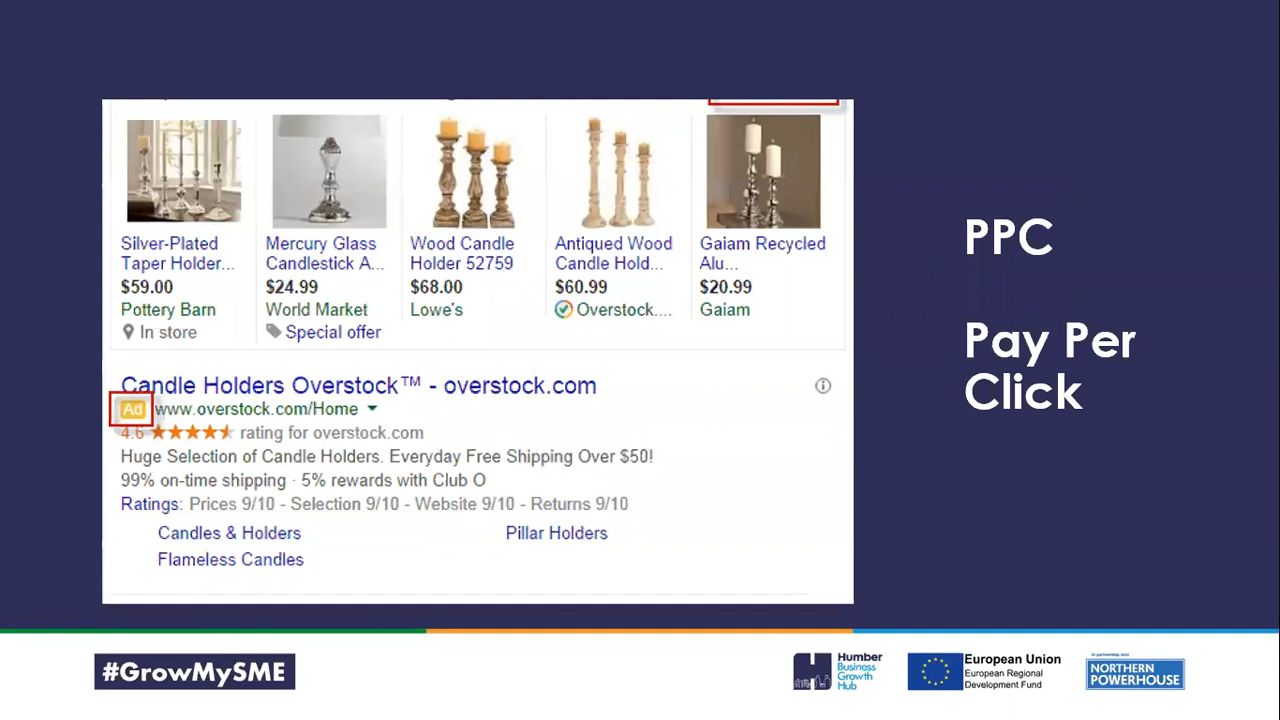 Silver-Plated
Taper Holder...
$59.00
Pottery Barn
In store
Mercury Glass
Candlestick A...
$24.99
World Market
Special offer
Wood Candle
Holder 52759
$68.00
Lowe's
Antiqued Wood
Candle Hold...
$60.99
Overstock....
Gaiam Recycled
Alu...
$20.99
Gaiam
Candle Holders Overstock™ - overstock.com
Ad www.overstock.com/Home
4.6 rating for overstock.com
Huge Selection of Candle Holders. Everyday Free Shipping Over $50!
99% on-time shipping · 5% rewards with Club O
Ratings: Prices 9/10 - Selection 9/10 - Website 9/10 - Returns 9/10
Candles & Holders Pillar Holders
Flameless Candles
PPC
Pay Per
Click
#GrowMySME
Humber
Business
Growth
Hub
European Union
European Regional
Development Fund
in partnership with
NORTHERN
POWERHOUSE